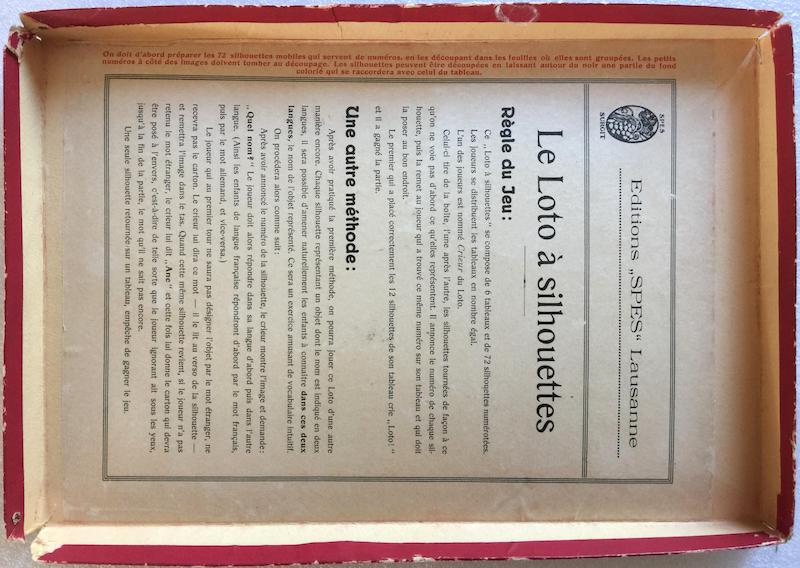 On doit d'abord préparer les 72 silhouettes mobiles qui servent de numéros, en les découpant dans les feuilles où elles sont groupées. Les petits
numéros à côté des images doivent tomber au découpage. Les silhouettes peuvent être découpées en laissant autour du noir une partie du fond
colorié qui se raccordera avec celui du tableau.
SPES
SURGIT
Editions „SPES“ Lausanne
Le Loto à silhouettes
Règle du Jeu:
Ce „Loto à silhouettes“ se compose de 6 tableaux et de 72 silhouettes numérotées.
Les joueurs se distribuent les tableaux en nombre égal.
L'un des joueurs est nommé Crieur du Loto.
Celui-ci tire de la boîte, l'une après l'autre, les silhouettes tournées de façon à ce
qu'on ne voie pas d'abord ce qu'elles représentent. Il annonce le numéro de chaque sil-
houette, puis la remet au joueur qui a trouvé ce même numéro sur son tableau et qui doit
la poser au bon endroit.
Le premier qui a placé correctement les 12 silhouettes de son tableau crie „Loto!“
et il a gagné la partie.
Une autre méthode:
Après avoir pratiqué la première méthode, on pourra jouer ce Loto d'une autre
manière encore. Chaque silhouette représentant un objet dont le nom est indiqué en deux
langues, il sera possible d'amener naturellement les enfants à connaître dans ces deux
langues, le nom de l'objet représenté. Ce sera un exercice amusant de vocabulaire intuitif.
On procédera alors comme suit:
Après avoir annoncé le numéro de la silhouette, le crieur montre l'image et demande:
„Quel nom?“ Le joueur doit alors répondre dans sa langue d'abord puis dans l'autre
langue. (Ainsi les enfants de langue française répondront d'abord par le mot français,
puis par le mot allemand, et vice-versa.)
Le joueur qui au premier tour ne saura pas désigner l'objet par le mot étranger, ne
recevra pas le carton. Le crieur lui dira ce mot — il le lit au verso de la silhouette —
et remettra l'image dans le tas. Quand cette même silhouette revient, si le joueur n'a pas
retenu le mot étranger, le crieur lui dit „Ane“ et cette fois lui donne le carton qui devra
être posé à l'envers, c'est-à-dire de telle sorte que le joueur ignorant ait sous les yeux,
jusqu'à la fin de la partie, le mot qu'il ne sait pas encore.
Une seule silhouette retournée sur un tableau, empêche de gagner le jeu.